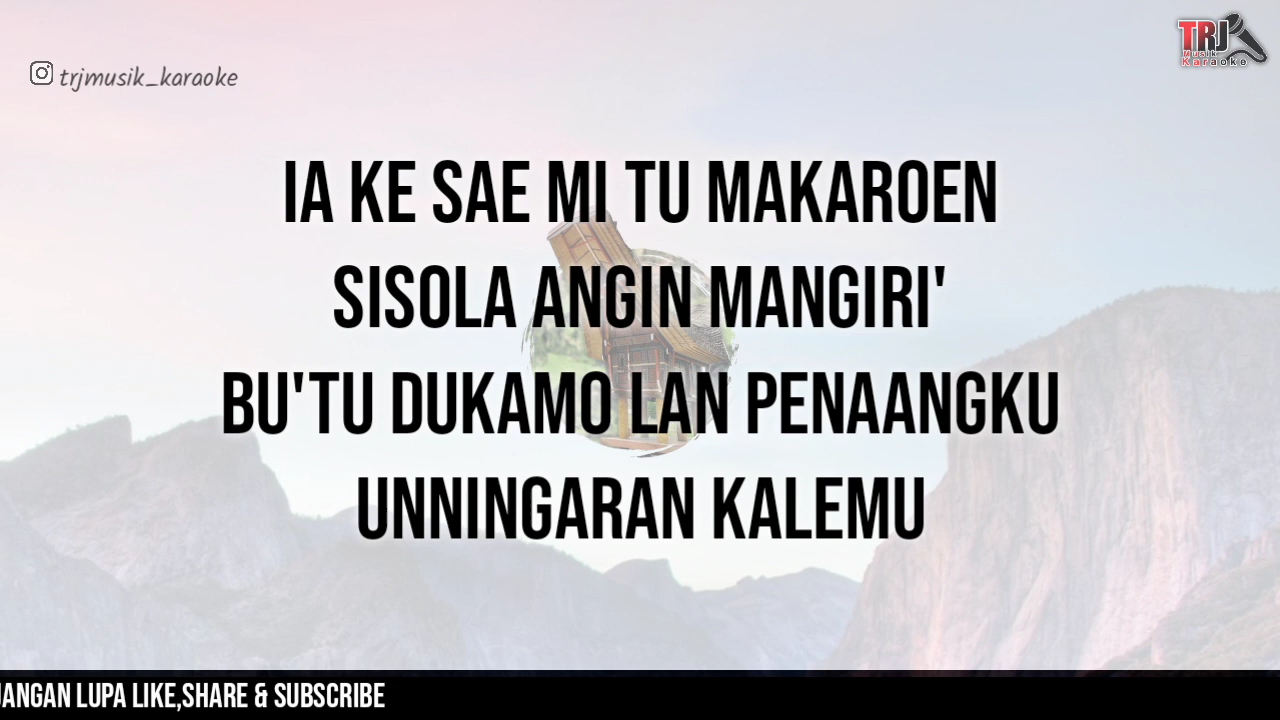 trjmusik_karaoke
TRJ
Musik
Karaoke
IA KE SAE MI TU MAKAROEN
SISOLA ANGIN MANGIRI'
BU'TU DUKAMO LAN PENAANGKU
UNNINGARAN KALEMU
JANGAN LUPA LIKE,SHARE & SUBSCRIBE